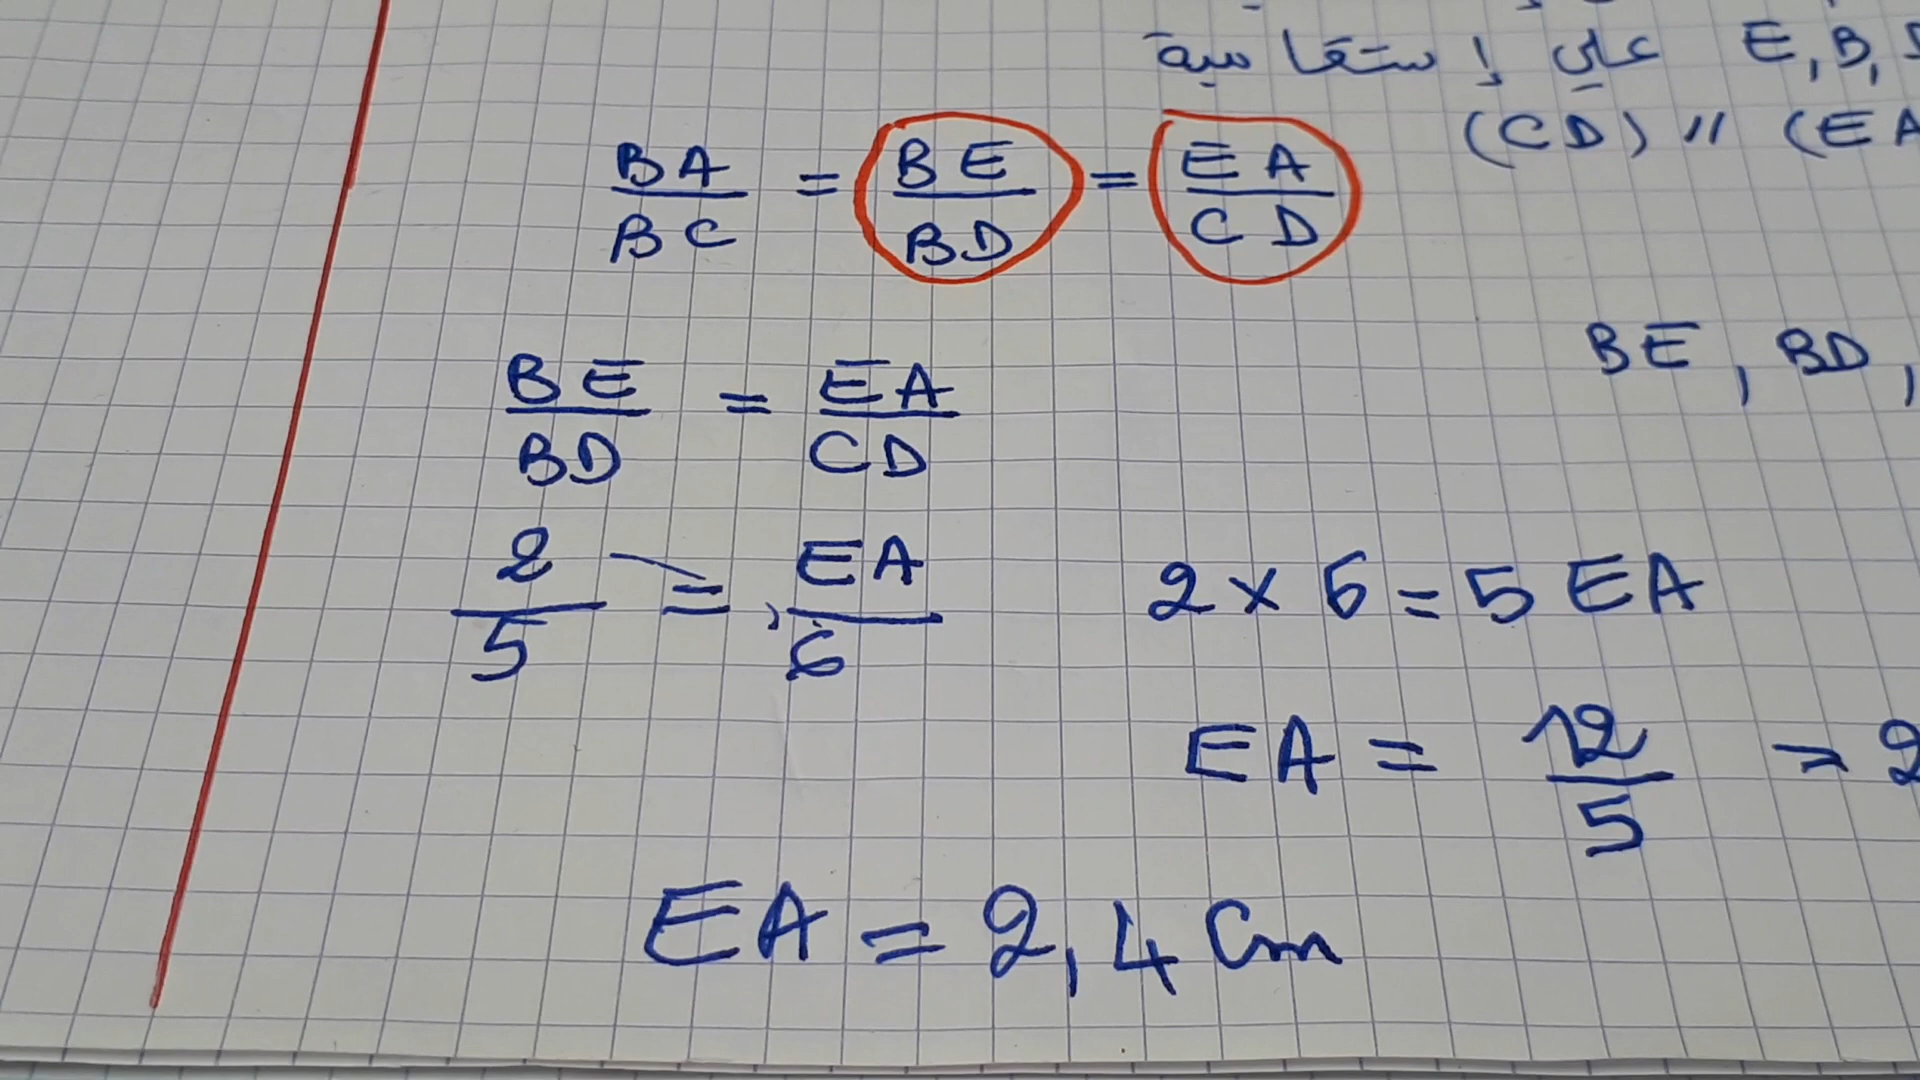 E, B, على إستقامية
(CD) // (EA
BA/BC = BE/BD = EA/CD
BE, BD,
BE/BD = EA/CD
2/5 = EA/6
2 × 6 = 5 EA
EA = 12/5 = 2
EA = 2,4 Cm